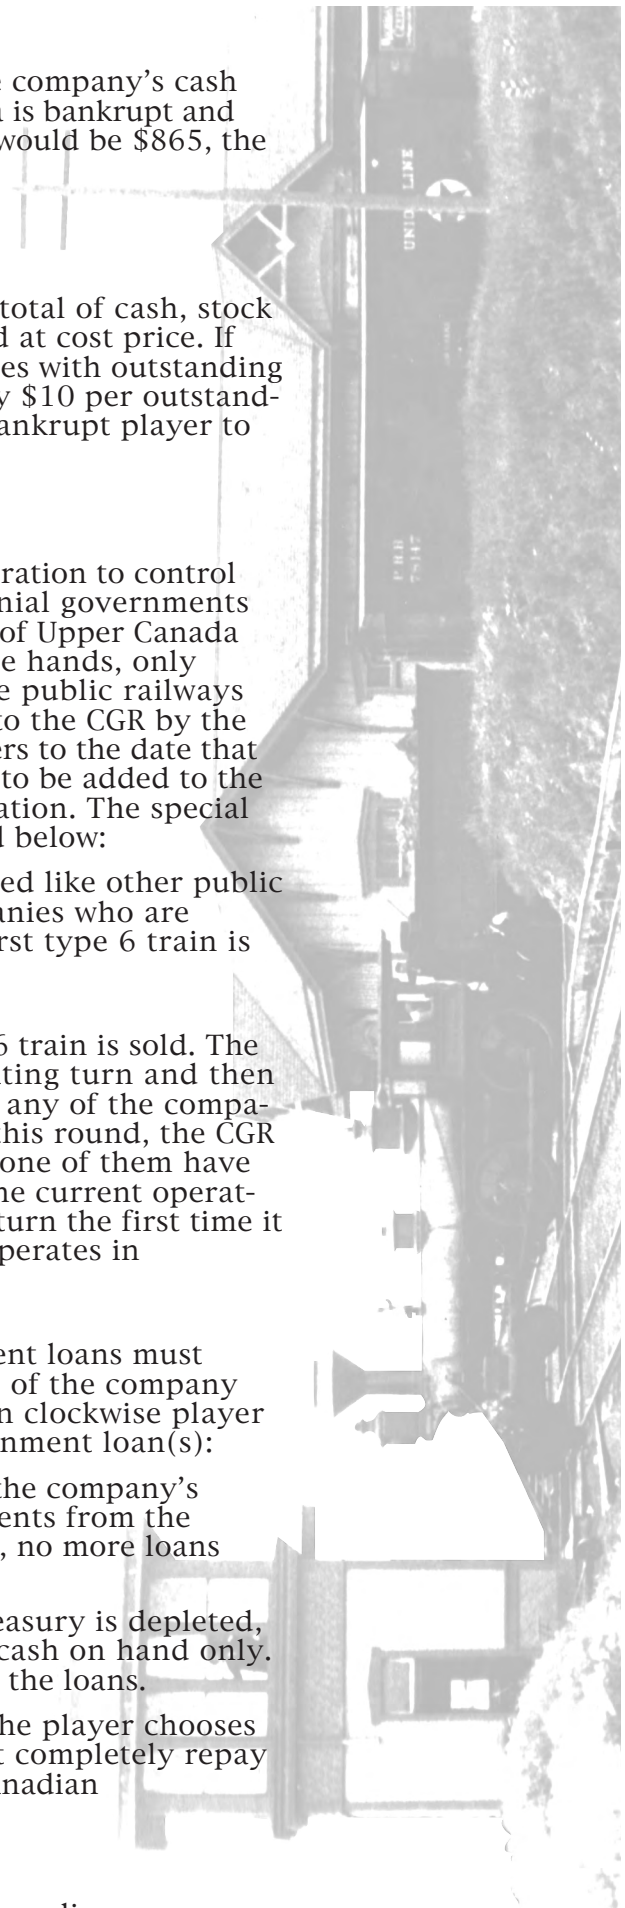 company’s cash
is bankrupt and
would be $865, the
total of cash, stock
at cost price. If
es with outstanding
y $10 per outstand-
ankrupt player to
ration to control
nial governments
of Upper Canada
e hands, only
e public railways
to the CGR by the
ers to the date that
to be added to the
ation. The special
d below:
ed like other public
anies who are
rst type 6 train is
6 train is sold. The
ting turn and then
any of the compa-
this round, the CGR
one of them have
he current operat-
turn the first time it
perates in
ent loans must
of the company
n clockwise player
nment loan(s):
the company’s
ents from the
, no more loans
easury is depleted,
cash on hand only.
the loans.
he player chooses
t completely repay
nadian
UNION LINE